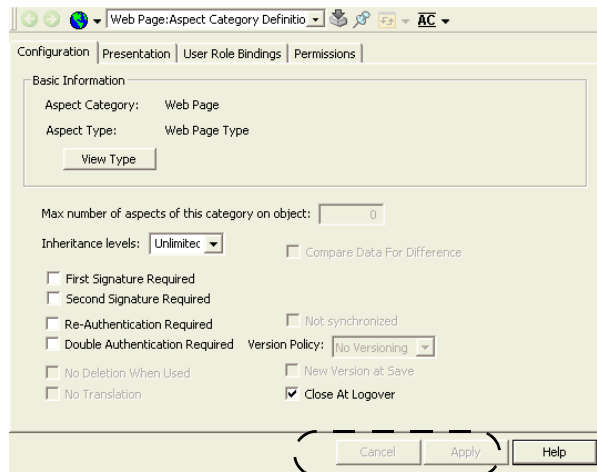 Web Page:Aspect Category Definitio
AC
Configuration Presentation User Role Bindings Permissions
Basic Information
Aspect Category: Web Page
Aspect Type: Web Page Type
View Type
Max number of aspects of this category on object: 0
Inheritance levels: Unlimitec
Compare Data For Difference
First Signature Required
Second Signature Required
Re-Authentication Required Not synchronized
Double Authentication Required Version Policy: No Versioning
No Deletion When Used New Version at Save
No Translation Close At Logover
Cancel Apply Help